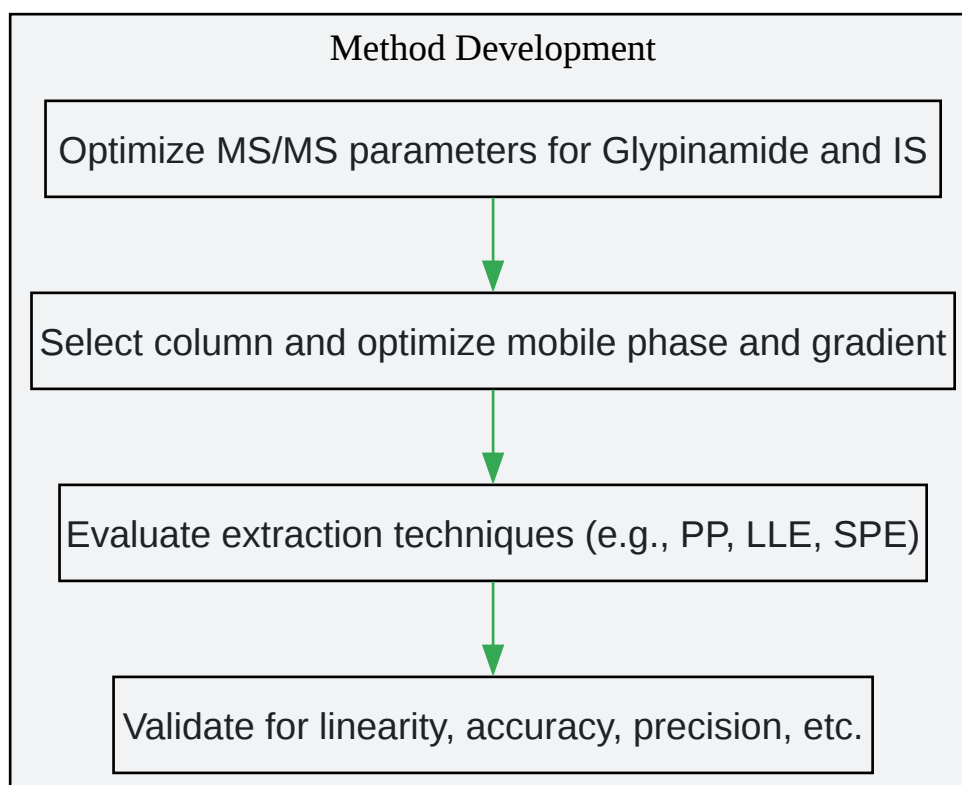 Method Development
Optimize MS/MS parameters for Glypinamide and IS
Select column and optimize mobile phase and gradient
Evaluate extraction techniques (e.g., PP, LLE, SPE)
Validate for linearity, accuracy, precision, etc.